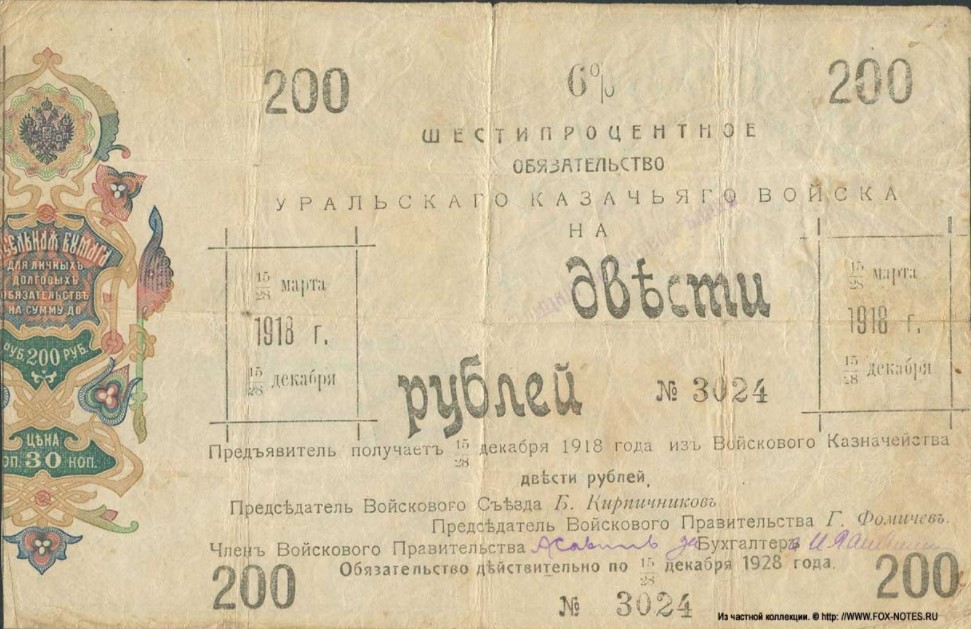 200 6% 200
ШЕСТИПРОЦЕНТНОЕ
ОБЯЗАТЕЛЬСТВО
УРАЛЬСКАГО КАЗАЧЬЯГО ВОЙСКА
НА
двѣсти
рублей
№ 3024
15/28 марта
1918 г.
15/28 декабря
15/28 марта
1918 г.
15/28 декабря
БУМАГА
ДЛЯ ЛИЧНЫХЪ
ДОЛГОВЫХЪ
ОБЯЗАТЕЛЬСТВЪ
НА СУММУ ДО
РУБ. 200 РУБ.
ЦѢНА
30 КОП.
Предъявитель получаетъ 15/28 декабря 1918 года изъ Войскового Казначейства
двѣсти рублей.
Предсѣдатель Войскового Съѣзда Б. Кирпичниковъ
Предсѣдатель Войскового Правительства Г. Фомичевъ.
Членъ Войскового Правительства за Бухгалтера
Обязательство дѣйствительно по 15/28 декабря 1928 года.
200 200
№ 3024
Из частной коллекции. © http: //WWW.FOX-NOTES.RU